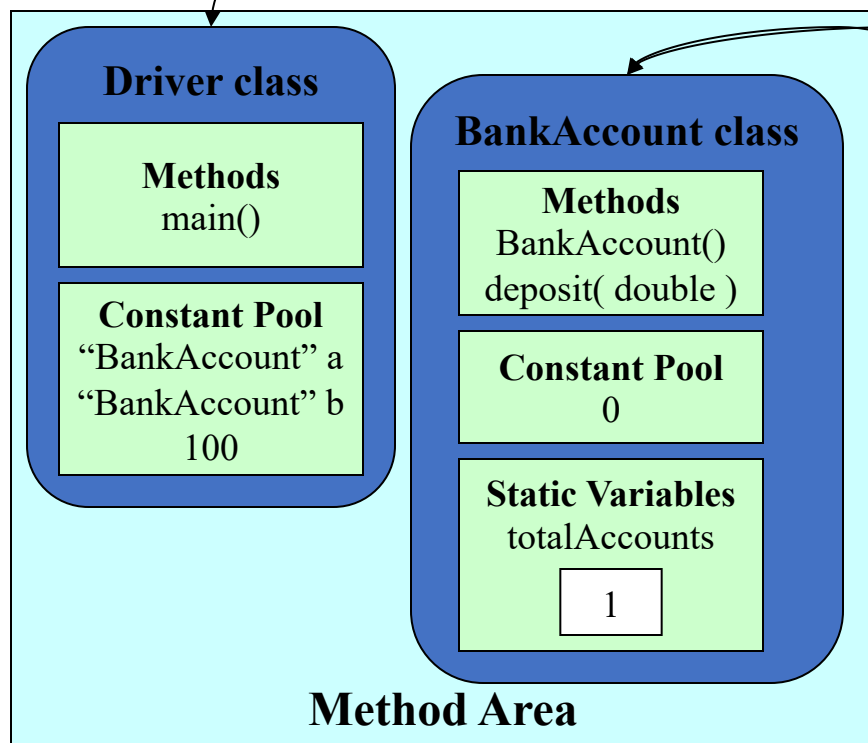 Driver class
Methods
main()
Constant Pool
“BankAccount” a
“BankAccount” b
100
BankAccount class
Methods
BankAccount()
deposit( double )
Constant Pool
0
Static Variables
totalAccounts
1
Method Area